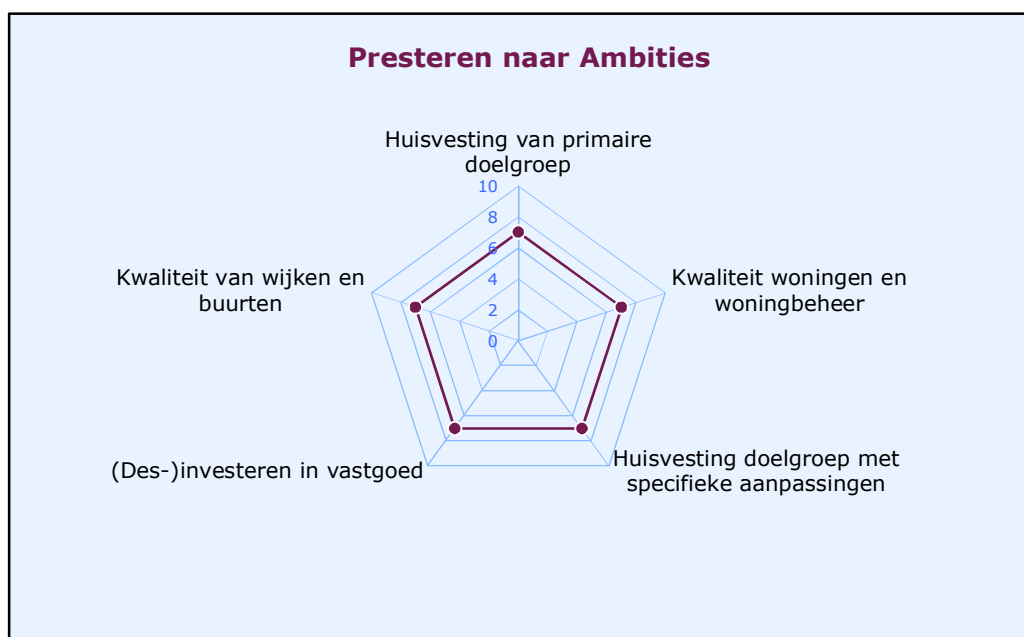 Presteren naar Ambities
Huisvesting van primaire
doelgroep
10
8
6
4
2
0
Kwaliteit van wijken en
buurten
Kwaliteit woningen en
woningbeheer
(Des-)investeren in vastgoed
Huisvesting doelgroep met
specifieke aanpassingen